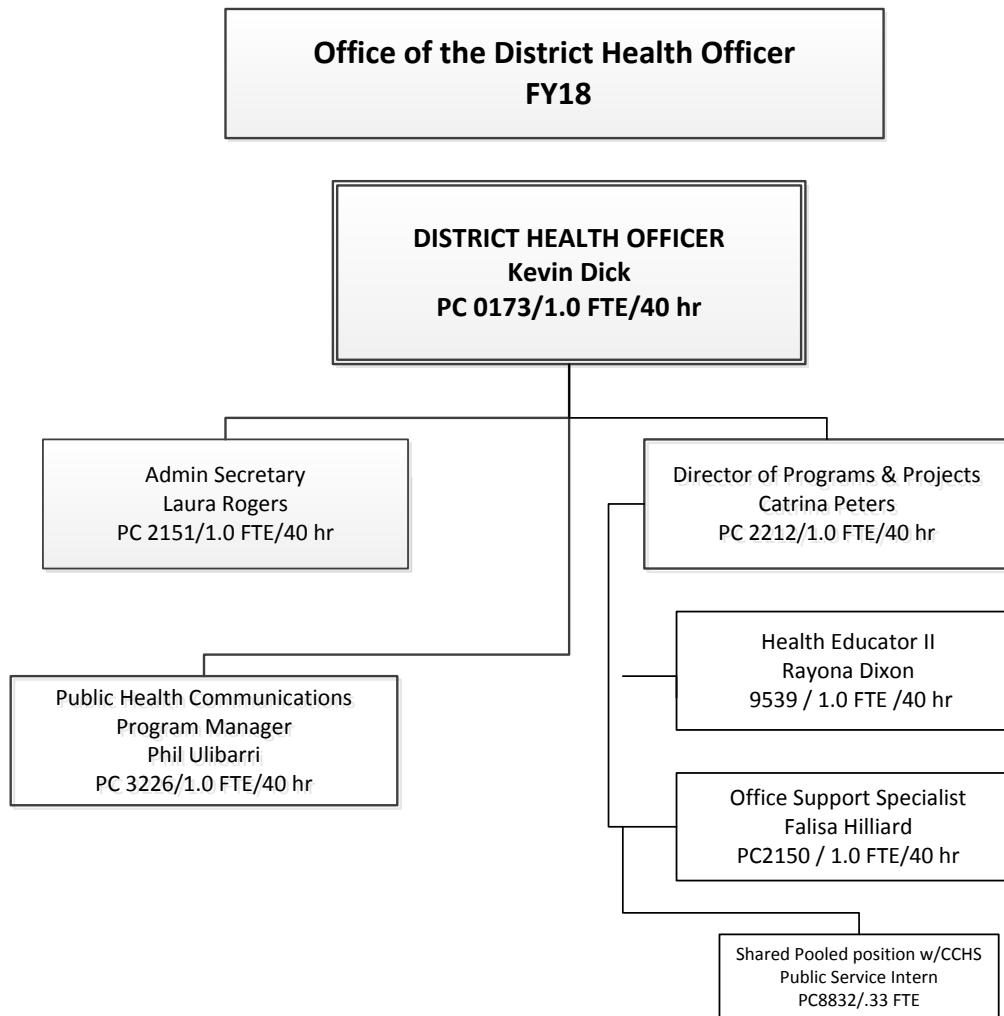 Office of the District Health Officer
FY18
DISTRICT HEALTH OFFICER
Kevin Dick
PC 0173/1.0 FTE/40 hr
Admin Secretary
Laura Rogers
PC 2151/1.0 FTE/40 hr
Director of Programs & Projects
Catrina Peters
PC 2212/1.0 FTE/40 hr
Health Educator II
Rayona Dixon
9539 / 1.0 FTE /40 hr
Public Health Communications
Program Manager
Phil Ulibarri
PC 3226/1.0 FTE/40 hr
Office Support Specialist
Falisa Hilliard
PC2150 / 1.0 FTE/40 hr
Shared Pooled position w/CCHS
Public Service Intern
PC8832/.33 FTE